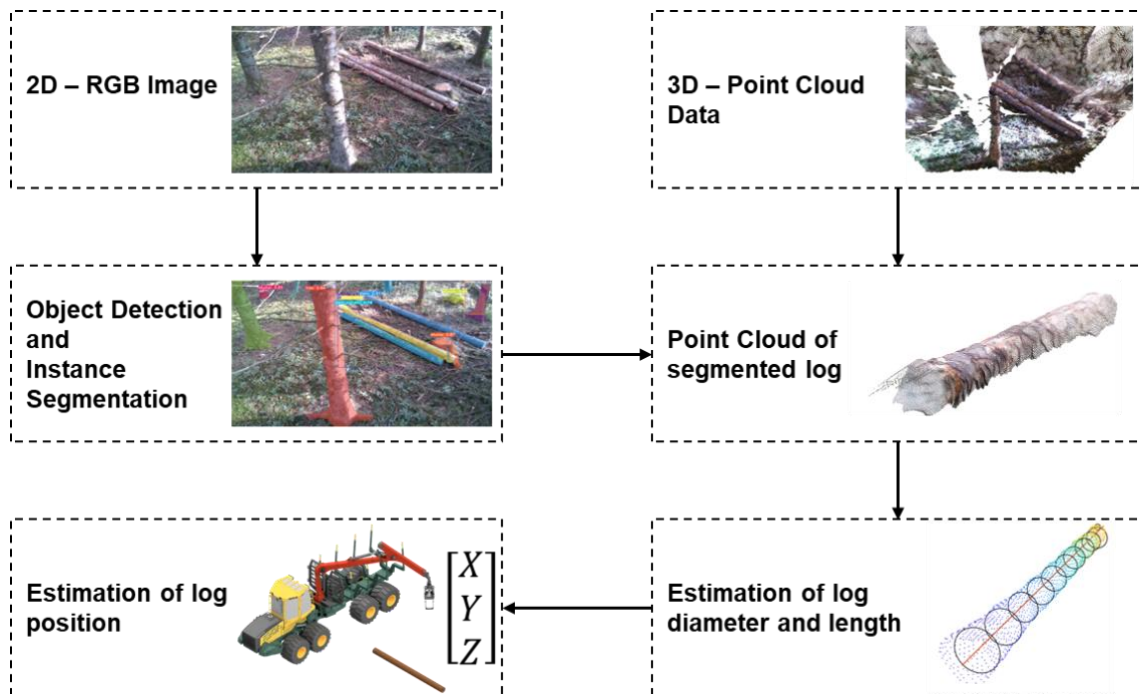 2D – RGB Image
3D – Point Cloud
Data
Object Detection
and
Instance
Segmentation
Point Cloud of
segmented log
Estimation of log
position
X
Y
Z
Estimation of log
diameter and length